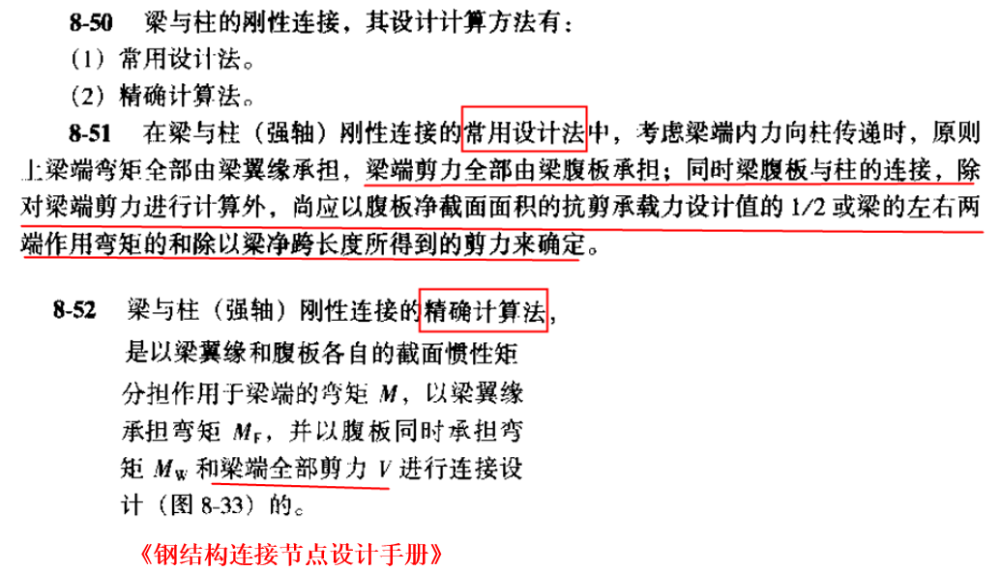 8-50 梁与柱的刚性连接，其设计计算方法有：
（1）常用设计法。
（2）精确计算法。
8-51 在梁与柱（强轴）刚性连接的常用设计法中，考虑梁端内力向柱传递时，原则
上梁端弯矩全部由梁翼缘承担，梁端剪力全部由梁腹板承担；同时梁腹板与柱的连接，除
对梁端剪力进行计算外，尚应以腹板净截面面积的抗剪承载力设计值的 1/2 或梁的左右两
端作用弯矩的和除以梁净跨长度所得到的剪力来确定。
8-52 梁与柱（强轴）刚性连接的精确计算法，
是以梁翼缘和腹板各自的截面惯性矩
分担作用于梁端的弯矩 M，以梁翼缘
承担弯矩 MF，并以腹板同时承担弯
矩 MW 和梁端全部剪力 V 进行连接设
计（图 8-33）的。
《钢结构连接节点设计手册》